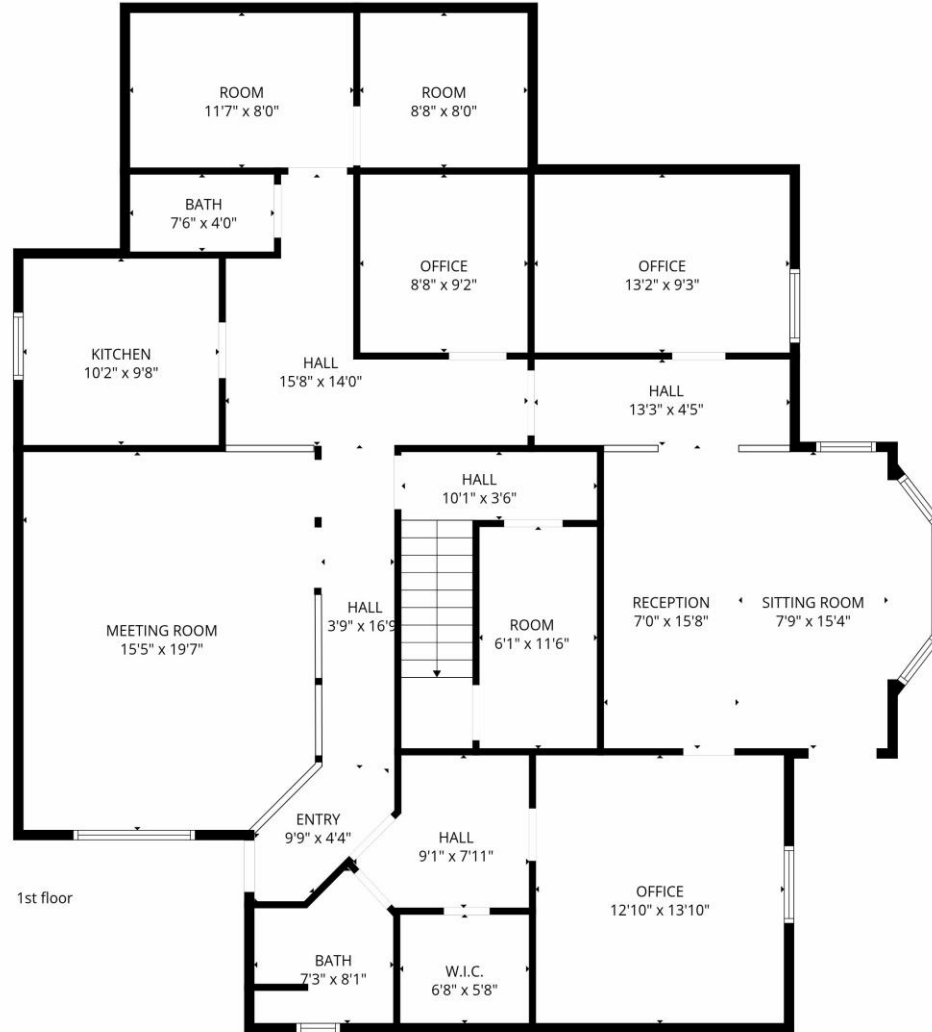 ROOM
11'7" x 8'0"
ROOM
8'8" x 8'0"
BATH
7'6" x 4'0"
OFFICE
8'8" x 9'2"
OFFICE
13'2" x 9'3"
KITCHEN
10'2" x 9'8"
HALL
15'8" x 14'0"
HALL
13'3" x 4'5"
HALL
10'1" x 3'6"
MEETING ROOM
15'5" x 19'7"
HALL
3'9" x 16'9
ROOM
6'1" x 11'6"
RECEPTION
7'0" x 15'8"
SITTING ROOM
7'9" x 15'4"
ENTRY
9'9" x 4'4"
HALL
9'1" x 7'11"
OFFICE
12'10" x 13'10"
1st floor
BATH
7'3" x 8'1"
W.I.C.
6'8" x 5'8"